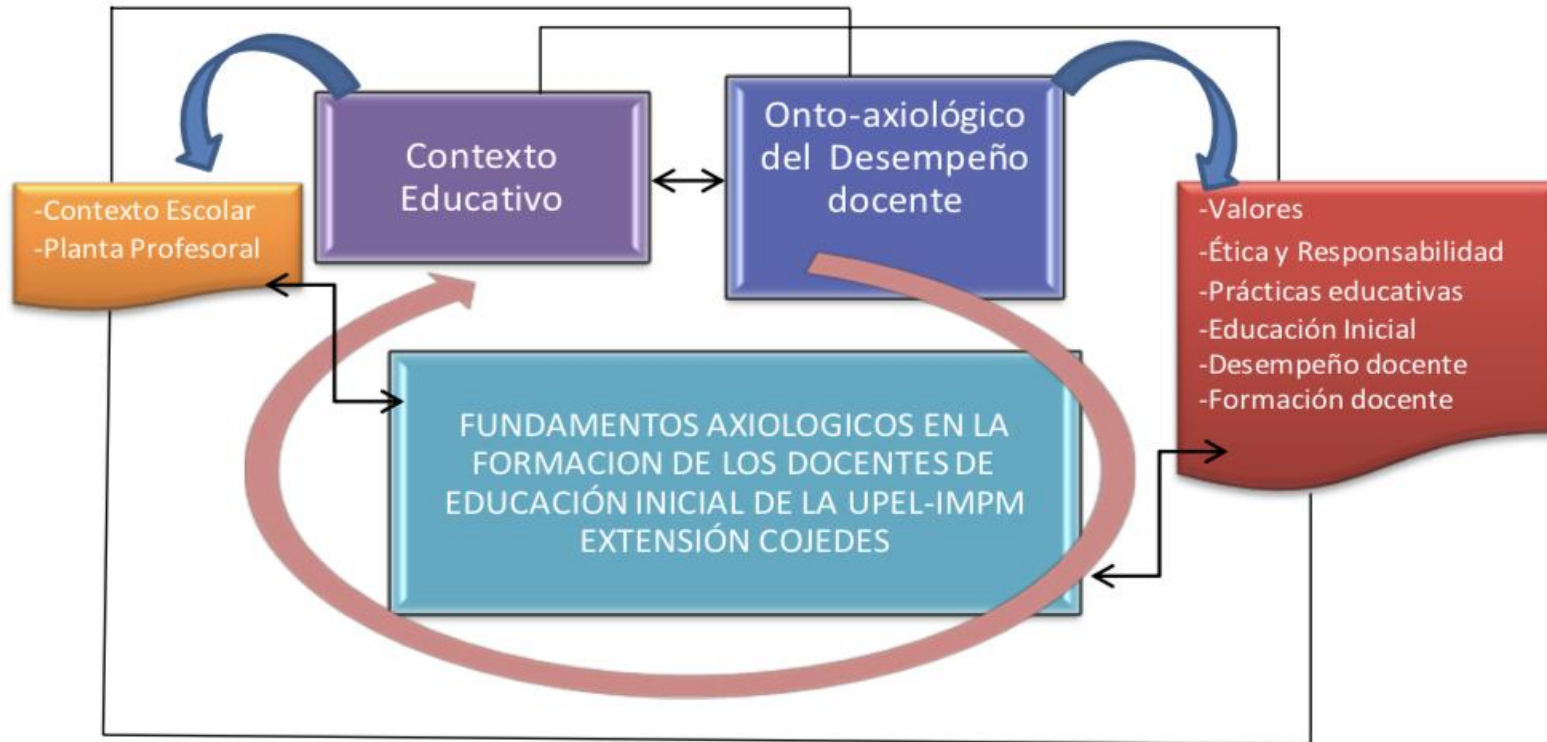 Contexto
Educativo
Onto-axiológico
del Desempeño
docente
-Contexto Escolar
-Planta Profesoral
-Valores
-Ética y Responsabilidad
-Prácticas educativas
-Educación Inicial
-Desempeño docente
-Formación docente
FUNDAMENTOS AXIOLOGICOS EN LA
FORMACION DE LOS DOCENTES DE
EDUCACIÓN INICIAL DE LA UPEL-IMPM
EXTENSIÓN COJEDES